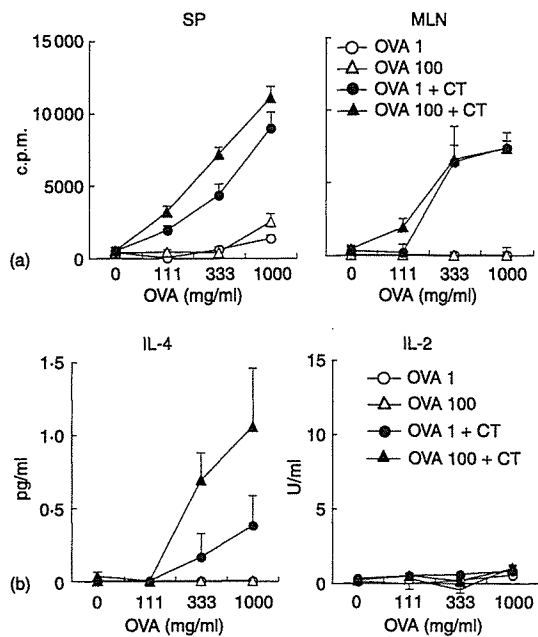 SP
MLN
15 000
10000
5000
0
c.p.m.
OVA 1
OVA 100
OVA 1 + CT
OVA 100 + CT
(a)
0 111 333 1000
OVA (mg/ml)
0 111 333 1000
OVA (mg/ml)
IL-4
IL-2
1·5
1·0
0·5
0
pg/ml
15
10
5
0
U/ml
OVA 1
OVA 100
OVA 1 + CT
OVA 100 + CT
(b)
0 111 333 1000
OVA (mg/ml)
0 111 333 1000
OVA (mg/ml)